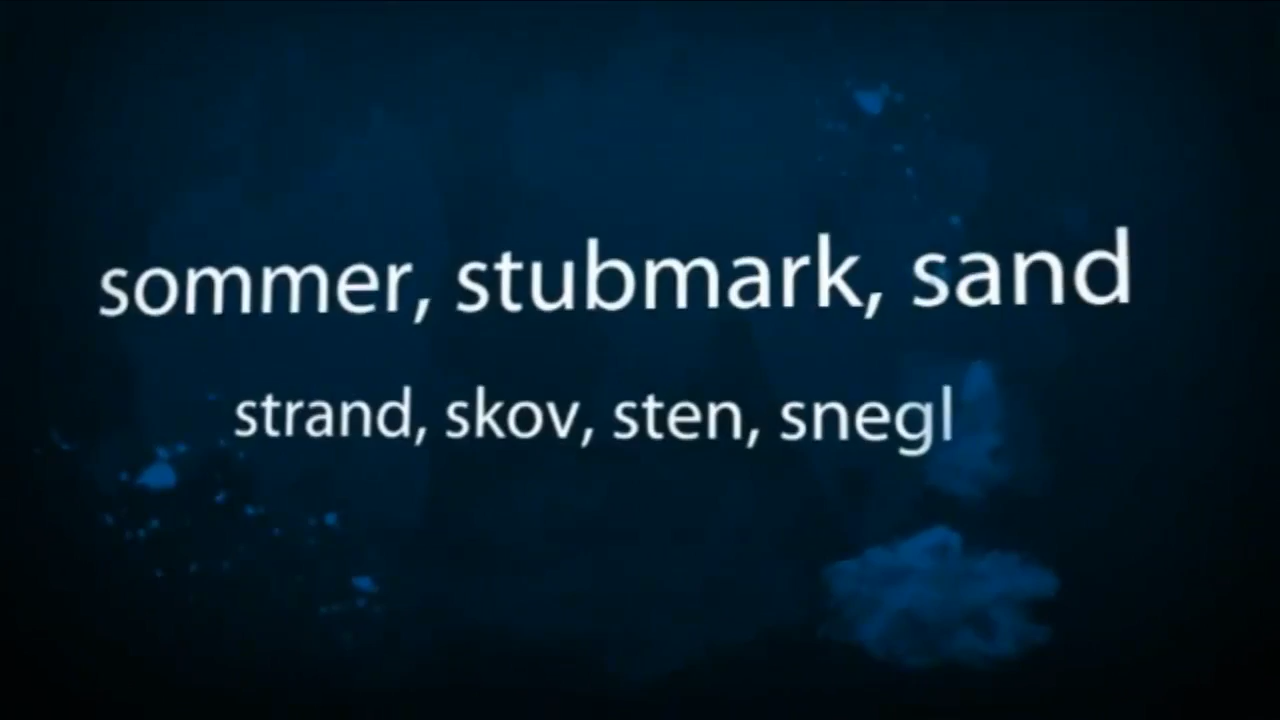 sommer, stubmark, sand
strand, skov, sten, snegl